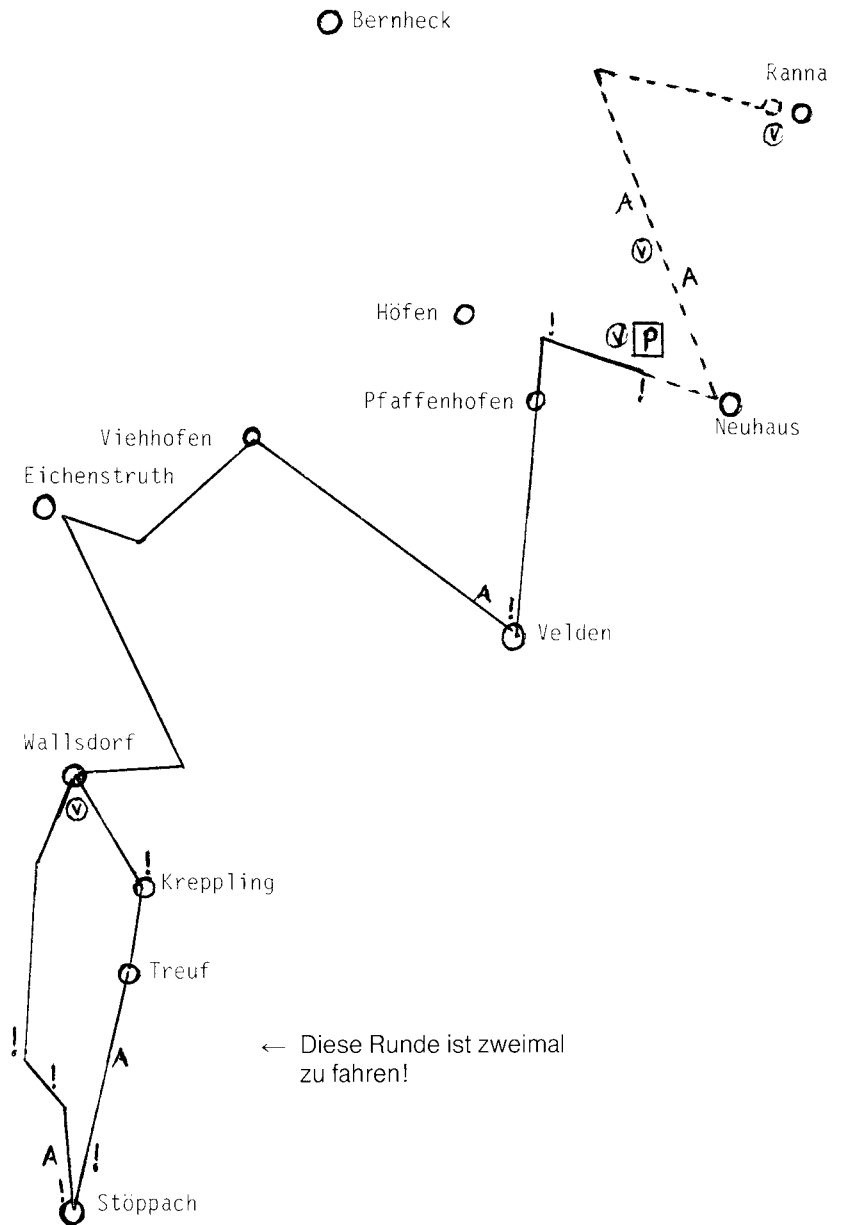 Bernheck
Ranna
V
A
V
A
Höfen
!
V P
!
Pfaffenhofen
Neuhaus
Viehhofen
Eichenstruth
A
!
Velden
Wallsdorf
V
!
Kreppling
Treuf
← Diese Runde ist zweimal
zu fahren!
!
A
!
A
!
!
Stöppach